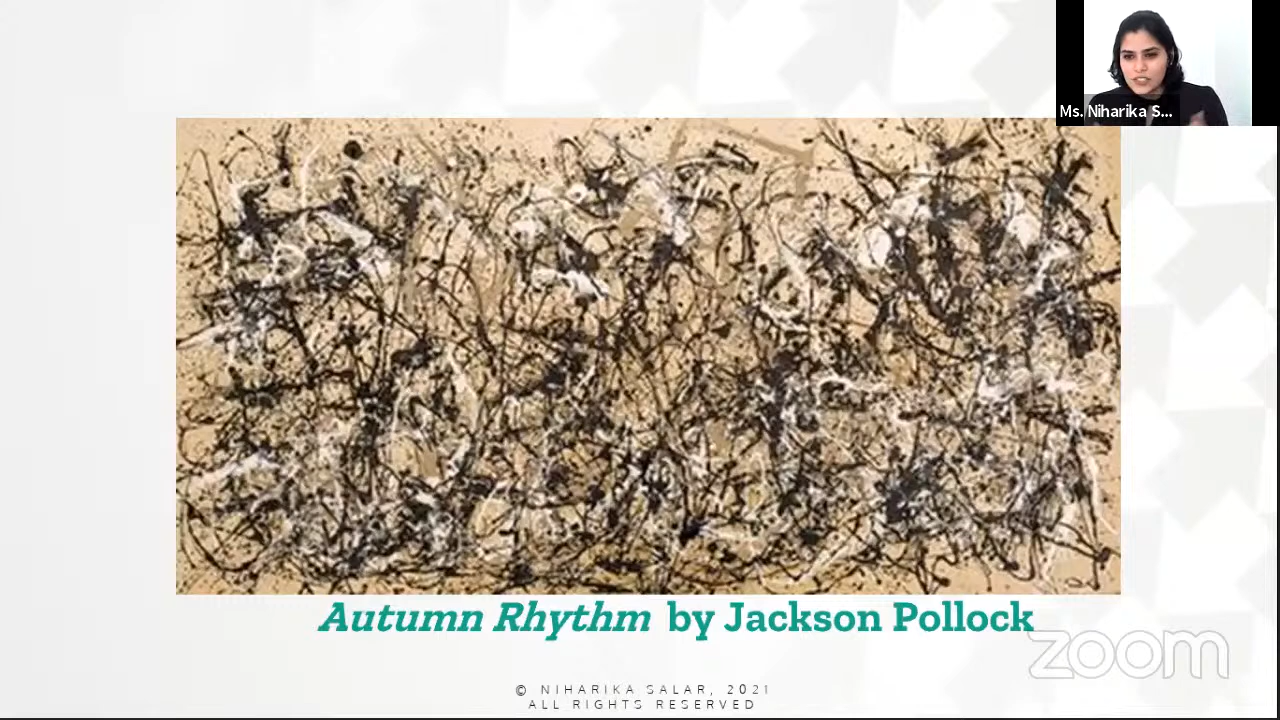 Ms. Niharika S...
Autumn Rhythm by Jackson Pollock
zoom
© NIHARIKA SALAR, 2021
ALL RIGHTS RESERVED